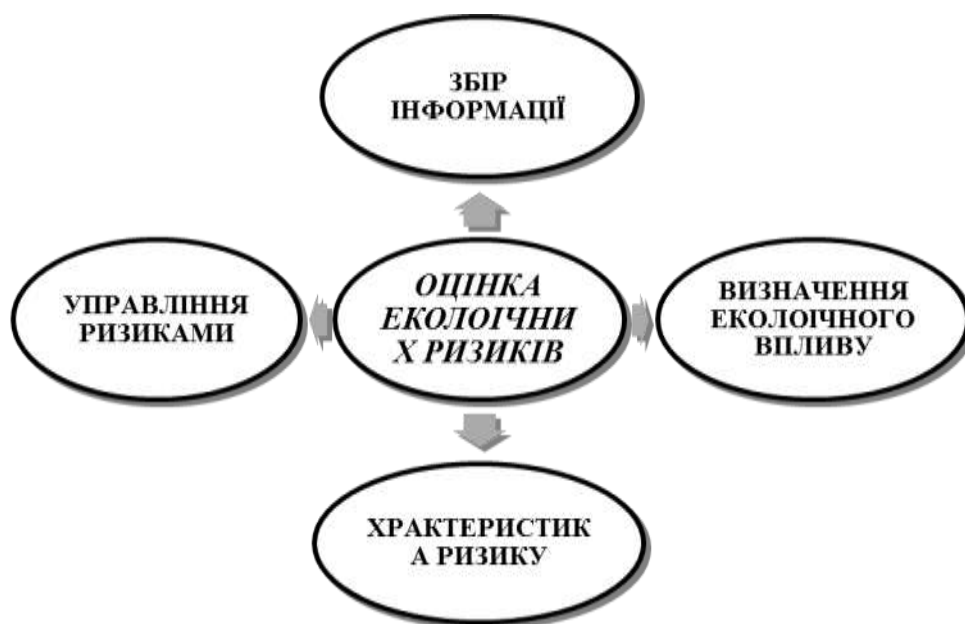 ЗБІР
ІНФОРМАЦІЇ
УПРАВЛІННЯ
РИЗИКАМИ
ОЦІНКА
ЕКОЛОІЧНИ
Х РИЗИКІВ
ВИЗНАЧЕННЯ
ЕКОЛОІЧНОГО
ВПЛИВУ
ХРАКТЕРИСТИК
А РИЗИКУ